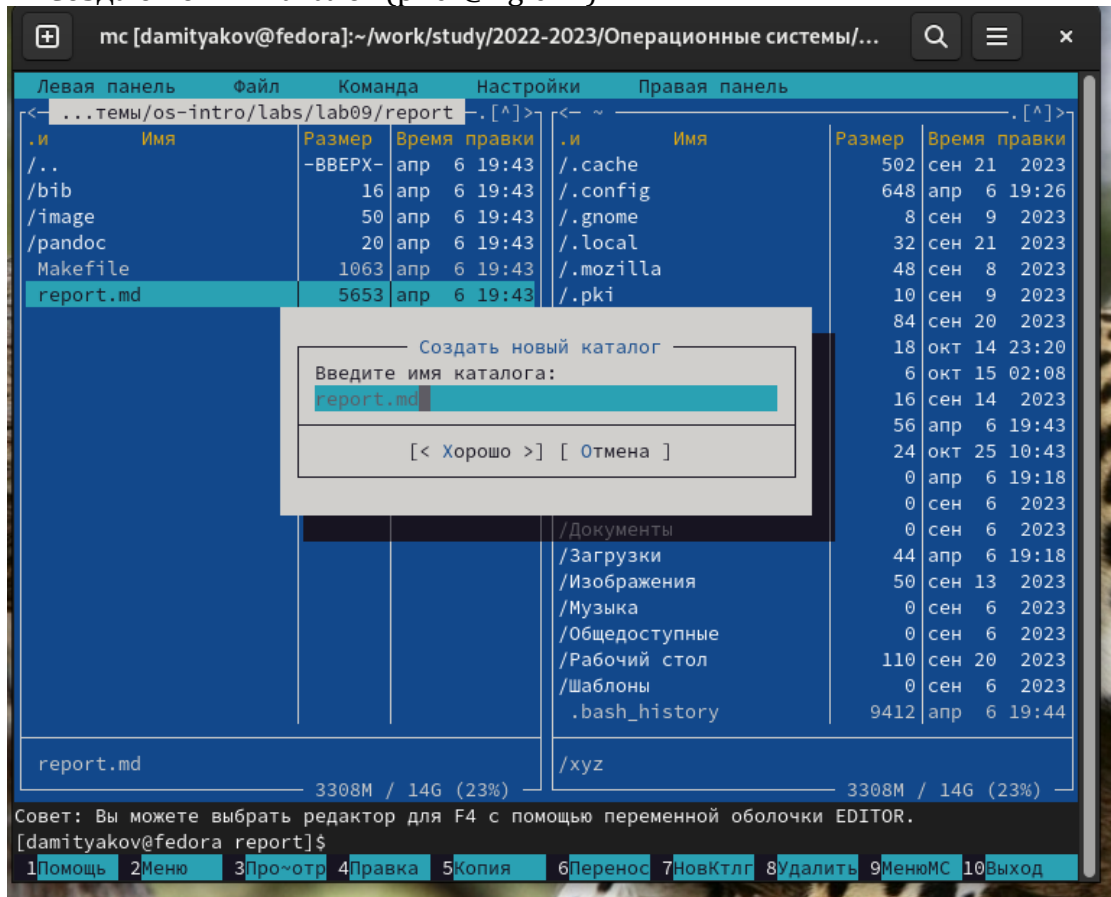 mc [damityakov@fedora]:~/work/study/2022-2023/Операционные системы/...
Левая панель Файл Команда Настройки Правая панель
<— ...темы/os-intro/labs/lab09/report —.[^]> <— ~ .[^]>
.и Имя Размер Время правки .и Имя Размер Время правки
/.. -ВВЕРХ- апр 6 19:43 /.cache 502 сен 21 2023
/bib 16 апр 6 19:43 /.config 648 апр 6 19:26
/image 50 апр 6 19:43 /.gnome 8 сен 9 2023
/pandoc 20 апр 6 19:43 /.local 32 сен 21 2023
Makefile 1063 апр 6 19:43 /.mozilla 48 сен 8 2023
report.md 5653 апр 6 19:43 /.pki 10 сен 9 2023
84 сен 20 2023
Создать новый каталог 18 окт 14 23:20
Введите имя каталога: 6 окт 15 02:08
report.md 16 сен 14 2023
56 апр 6 19:43
[< Хорошо >] [ Отмена ] 24 окт 25 10:43
0 апр 6 19:18
0 сен 6 2023
/Документы 0 сен 6 2023
/Загрузки 44 апр 6 19:18
/Изображения 50 сен 13 2023
/Музыка 0 сен 6 2023
/Общедоступные 0 сен 6 2023
/Рабочий стол 110 сен 20 2023
/Шаблоны 0 сен 6 2023
.bash_history 9412 апр 6 19:44
report.md /xyz
3308M / 14G (23%) 3308M / 14G (23%)
Совет: Вы можете выбрать редактор для F4 с помощью переменной оболочки EDITOR.
[damityakov@fedora report]$
1Помощь 2Меню 3Про~отр 4Правка 5Копия 6Перенос 7НовКтлг 8Удалить 9МенюMC 10Выход